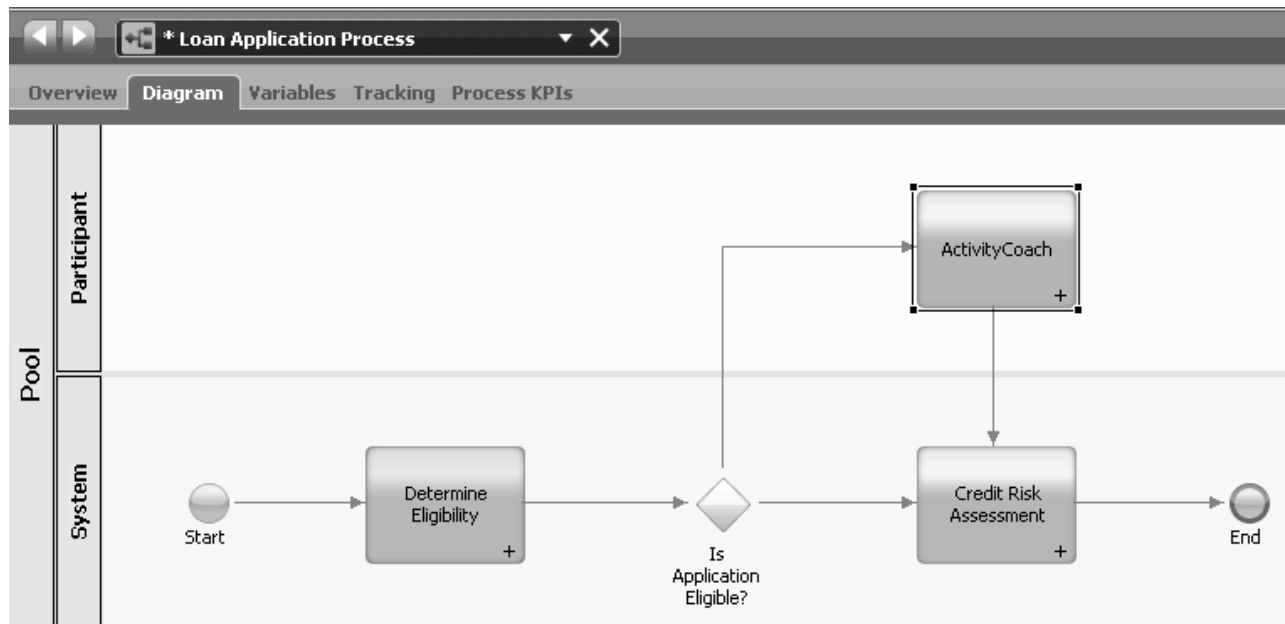 * Loan Application Process
Overview Diagram Variables Tracking Process KPIs
Pool
Participant
ActivityCoach
+
System
Start
Determine
Eligibility
+
Is
Application
Eligible?
Credit Risk
Assessment
+
End